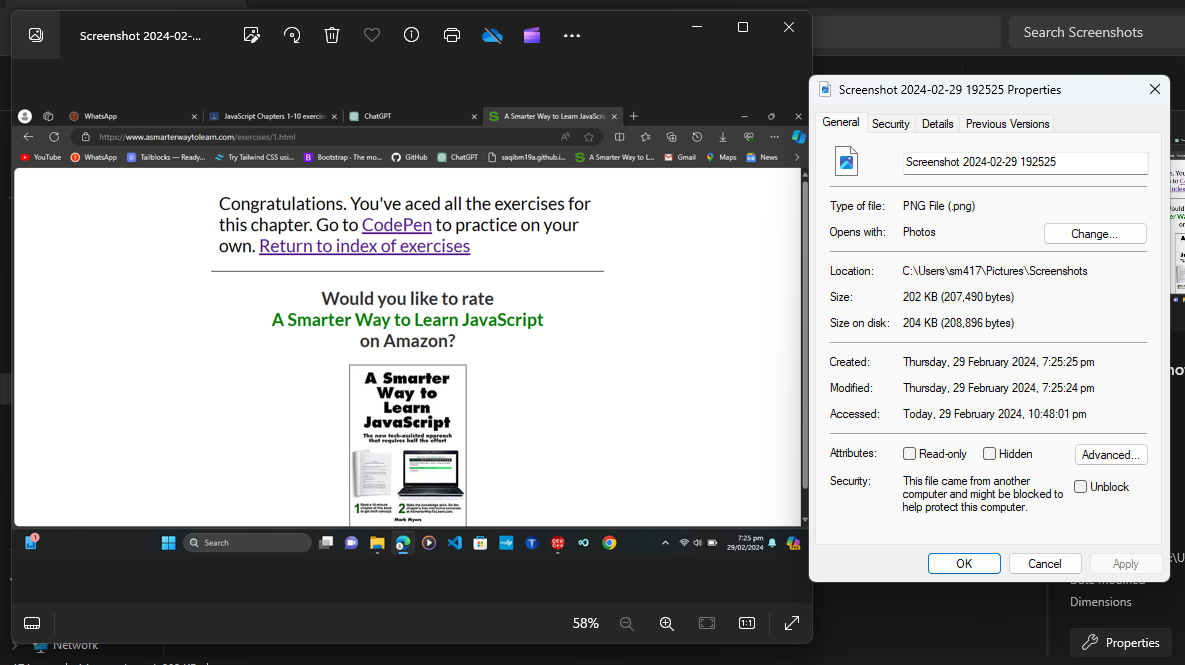 Screenshot 2024-02-...
Search Screenshots
WhatsApp
JavaScript Chapters 1-10 exercis
ChatGPT
A Smarter Way to Learn JavaScrip
https://www.asmarterwaytolearn.com/exercises/1.html
YouTube
WhatsApp
Tailblocks — Ready...
Try Tailwind CSS usi...
Bootstrap · The mo...
GitHub
ChatGPT
saqibm19a.github.i...
A Smarter Way to L...
Gmail
Maps
News
Congratulations. You've aced all the exercises for
this chapter. Go to CodePen to practice on your
own. Return to index of exercises
Would you like to rate
A Smarter Way to Learn JavaScript
on Amazon?
A Smarter
Way to
Learn
JavaScript
The new tech-assisted approach
that requires half the effort
1
2
Mark Myers
1
Search
7:25 pm
29/02/2024
58%
1:1
Network
Screenshot 2024-02-29 192525 Properties
General
Security
Details
Previous Versions
Screenshot 2024-02-29 192525
Type of file: PNG File (.png)
Opens with: Photos
Change...
Location: C:\Users\sm417\Pictures\Screenshots
Size: 202 KB (207,490 bytes)
Size on disk: 204 KB (208,896 bytes)
Created: Thursday, 29 February 2024, 7:25:25 pm
Modified: Thursday, 29 February 2024, 7:25:24 pm
Accessed: Today, 29 February 2024, 10:48:01 pm
Attributes: Read-only Hidden
Advanced...
Security: This file came from another
computer and might be blocked to
help protect this computer.
Unblock
OK
Cancel
Apply
Date modified
Dimensions
Properties